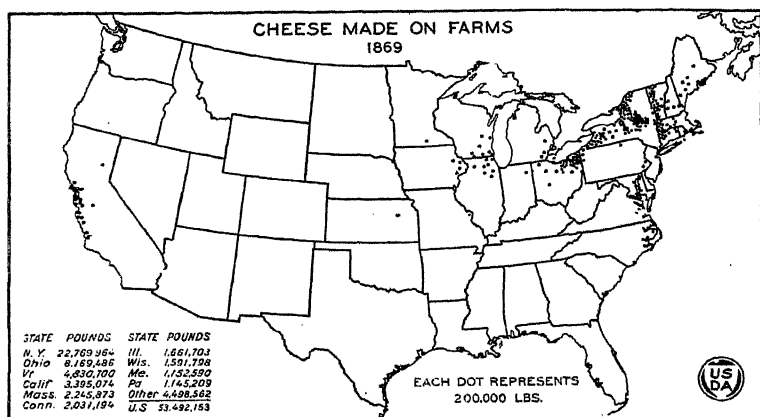 CHEESE MADE ON FARMS
1869
STATE POUNDS STATE POUNDS
N.Y. 22,769,964 Ill. 1,661,703
Ohio 8,169,486 Wis. 1,591,798
Vt 4,830,700 Me. 1,152,590
Calif 3,395,074 Pa 1,145,209
Mass. 2,245,873 Other 4,498,562
Conn. 2,031,194 U.S 53,492,153
EACH DOT REPRESENTS
200,000 LBS.
US
DA